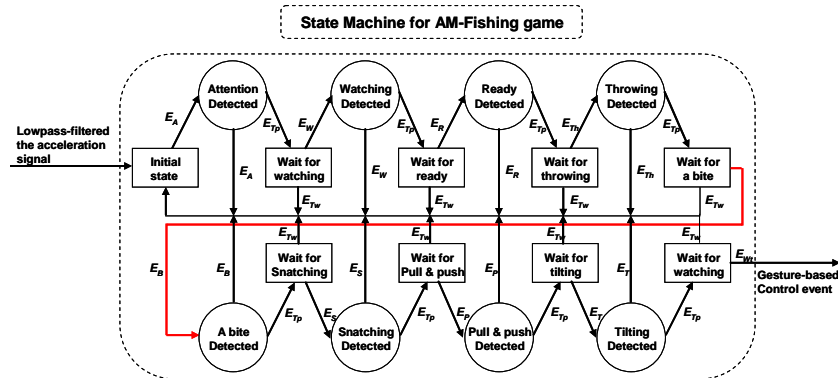 State Machine for AM-Fishing game
Attention
Detected
Watching
Detected
Ready
Detected
Throwing
Detected
E_A
E_Tp
E_W
E_Tp
E_R
E_Tp
E_Th
E_Tp
Lowpass-filtered
the acceleration
signal
Initial
state
Wait for
watching
Wait for
ready
Wait for
throwing
Wait for
a bite
E_A
E_W
E_R
E_Th
E_Tw
E_Tw
E_Tw
E_Tw
E_Tw
E_Tw
E_Tw
E_Tw
E_B
E_B
Wait for
Snatching
E_S
Wait for
Pull & push
E_P
Wait for
tilting
E_T
Wait for
watching
E_Wt
Gesture-based
Control event
E_Tp
E_S
E_Tp
E_P
E_Tp
E_T
E_Tp
A bite
Detected
Snatching
Detected
Pull & push
Detected
Tilting
Detected